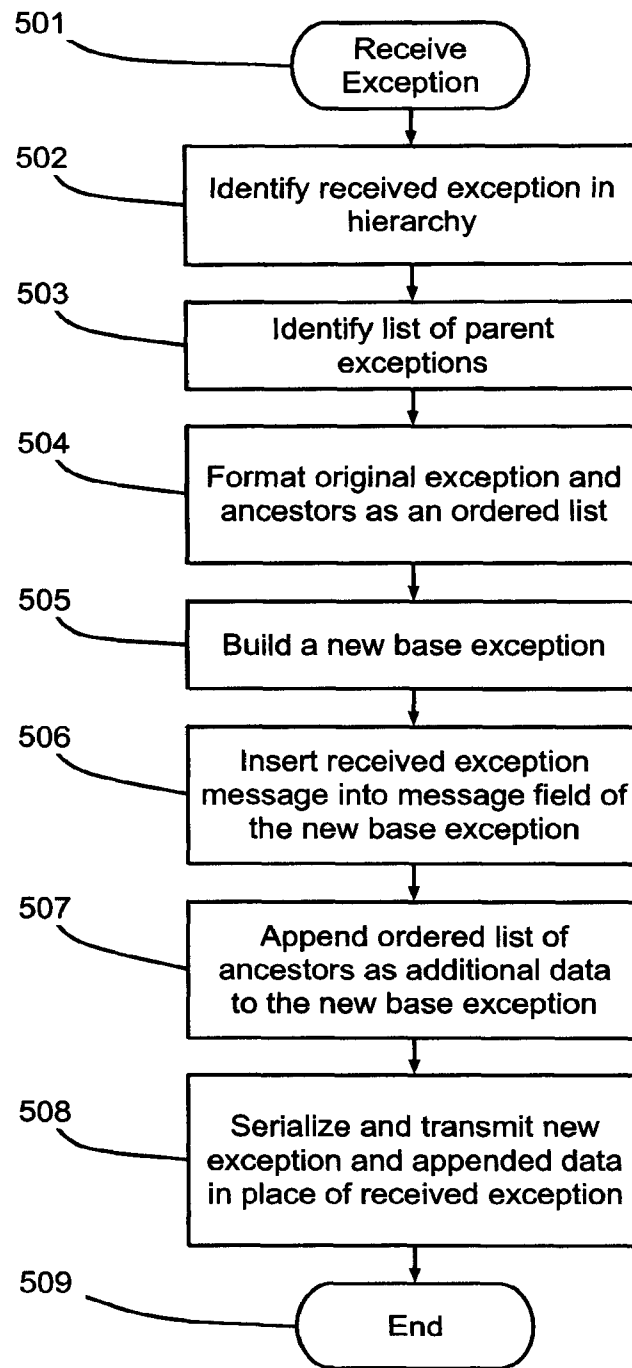 501
Receive
Exception
502
Identify received exception in
hierarchy
503
Identify list of parent
exceptions
504
Format original exception and
ancestors as an ordered list
505
Build a new base exception
506
Insert received exception
message into message field of
the new base exception
507
Append ordered list of
ancestors as additional data
to the new base exception
508
Serialize and transmit new
exception and appended data
in place of received exception
509
End